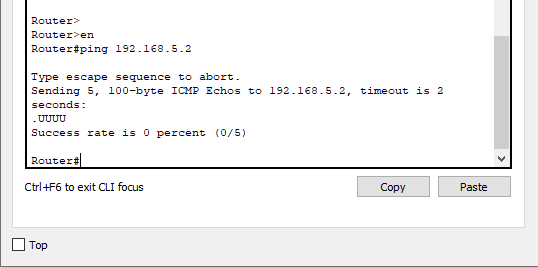 Router>
Router>en
Router#ping 192.168.5.2
Type escape sequence to abort.
Sending 5, 100-byte ICMP Echos to 192.168.5.2, timeout is 2
seconds:
.UUUU
Success rate is 0 percent (0/5)
Router#
Ctrl+F6 to exit CLI focus
Copy
Paste
Top